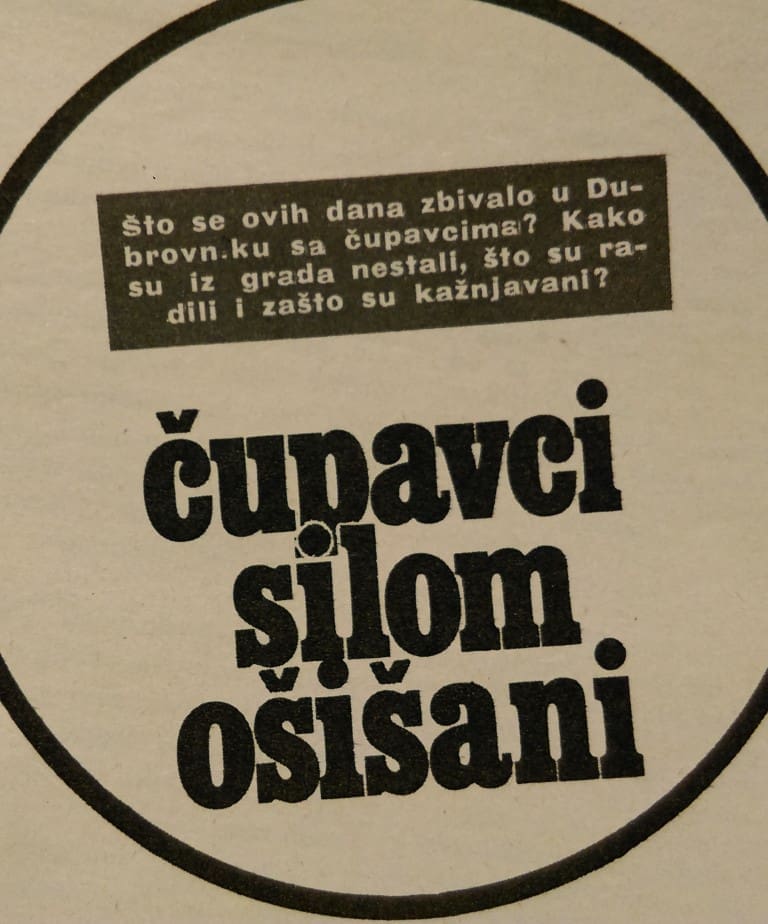 Što se ovih dana zbivalo u Du-
brovn.ku sa čupavcima? Kako
su iz grada nestali, što su ra-
dili i zašto su kažnjavani?
čupavci
silom
ošišani